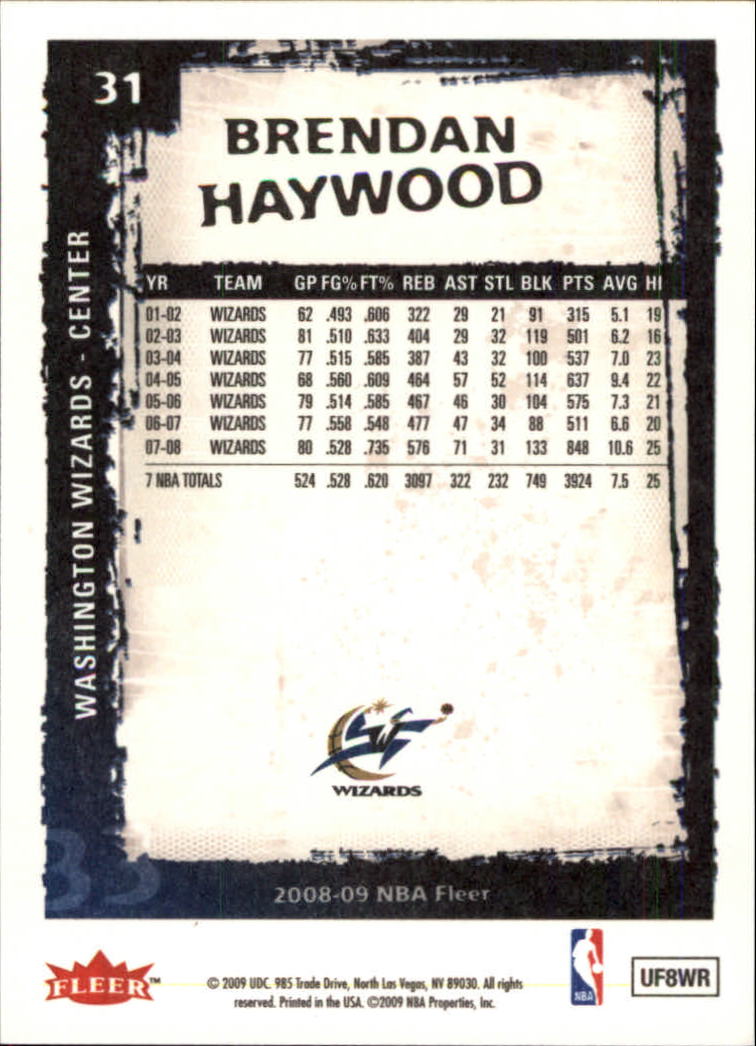 31
BRENDAN
HAYWOOD
WASHINGTON WIZARDS - CENTER
YR TEAM GP FG% FT% REB AST STL BLK PTS AVG HI
01-02 WIZARDS 62 .493 .606 322 29 21 91 315 5.1 19
02-03 WIZARDS 81 .510 .633 404 29 32 119 501 6.2 16
03-04 WIZARDS 77 .515 .585 387 43 32 100 537 7.0 23
04-05 WIZARDS 68 .560 .609 464 57 52 114 637 9.4 22
05-06 WIZARDS 79 .514 .585 467 46 30 104 575 7.3 21
06-07 WIZARDS 77 .558 .548 477 47 34 88 511 6.6 20
07-08 WIZARDS 80 .528 .735 576 71 31 133 848 10.6 25
7 NBA TOTALS 524 .528 .620 3097 322 232 749 3924 7.5 25
WIZARDS
33
2008-09 NBA Fleer
FLEER™
© 2009 UDC. 985 Trade Drive, North Las Vegas, NV 89030. All rights
reserved. Printed in the USA. ©2009 NBA Properties, Inc.
NBA
UF8WR